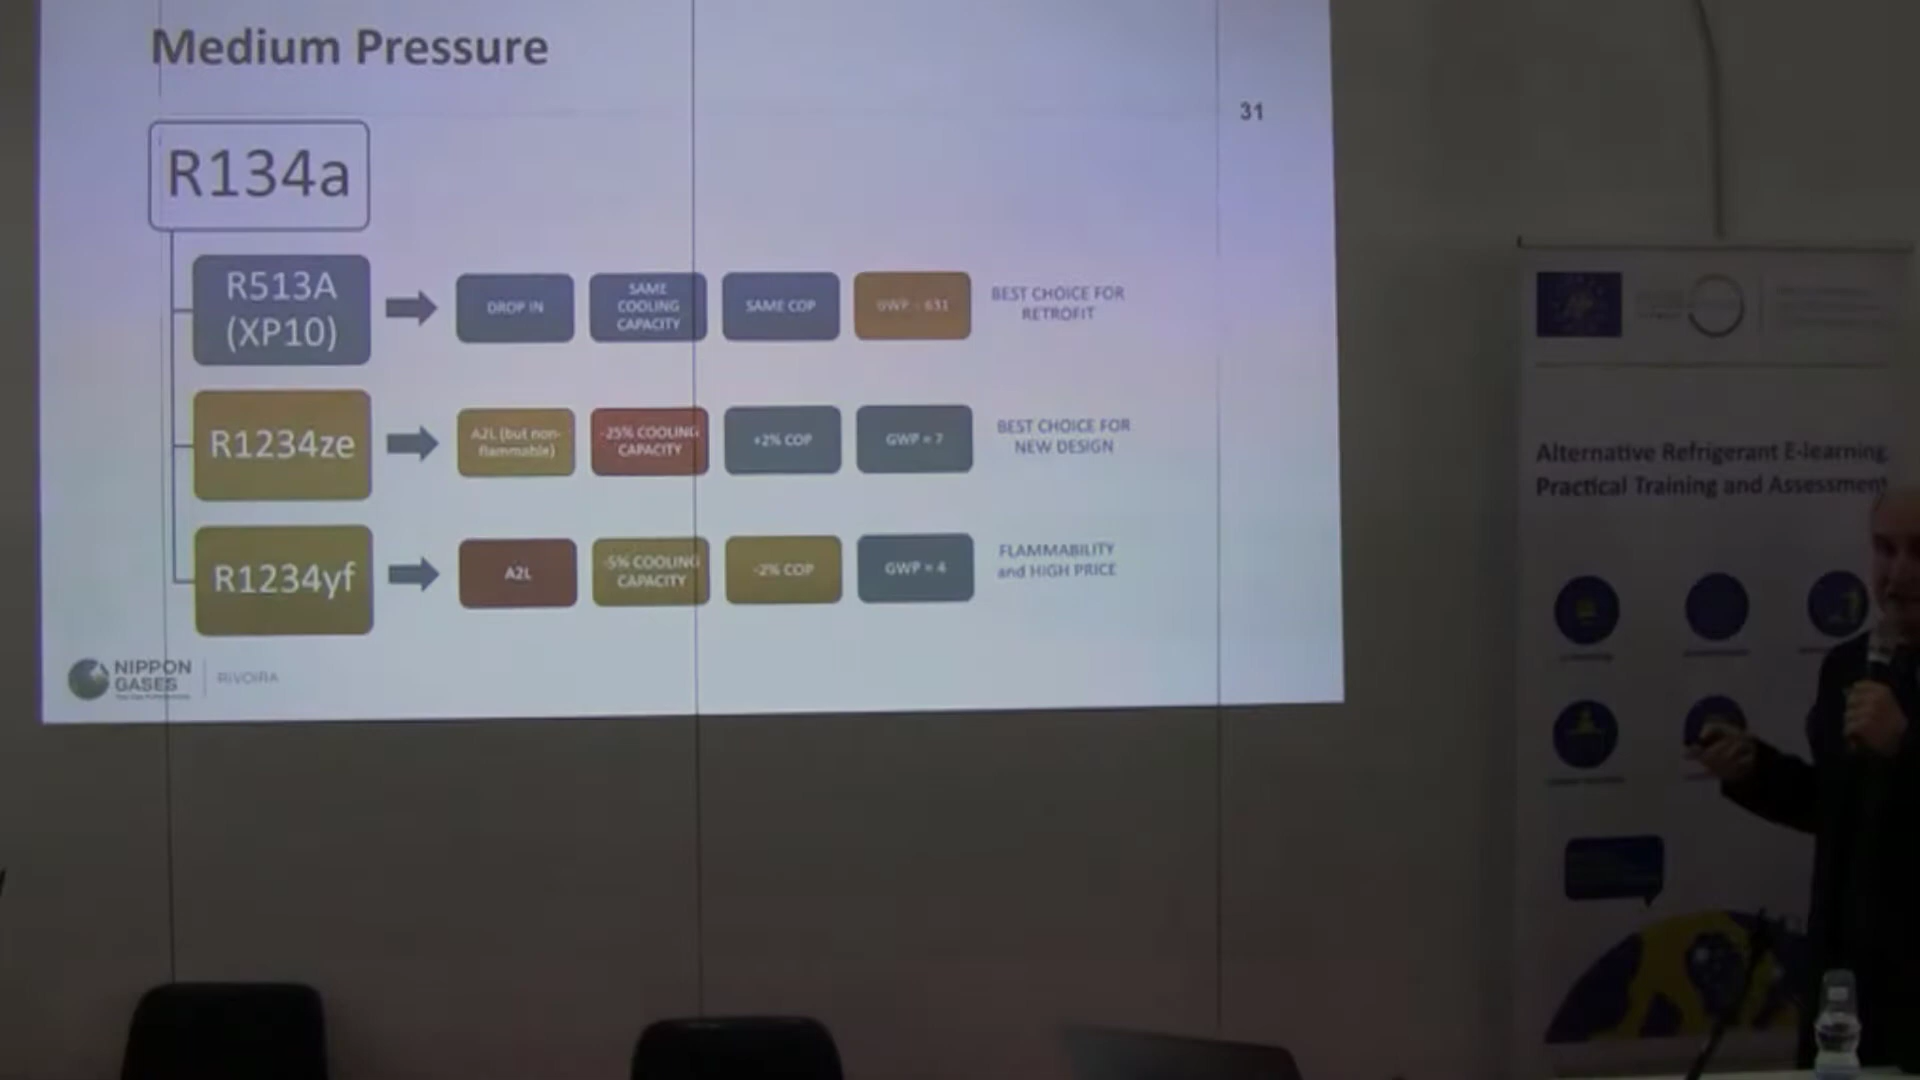 Medium Pressure
31
R134a
R513A
(XP10)
DROP IN
SAME
COOLING
CAPACITY
SAME COP
GWP = 631
BEST CHOICE FOR
RETROFIT
R1234ze
A2L (but non-
flammable)
-25% COOLING
CAPACITY
+2% COP
GWP = 7
BEST CHOICE FOR
NEW DESIGN
R1234yf
A2L
-5% COOLING
CAPACITY
-2% COP
GWP = 4
FLAMMABILITY
and HIGH PRICE
NIPPON
GASES
RIVOIRA
Alternative Refrigerant E-learning,
Practical Training and Assessment